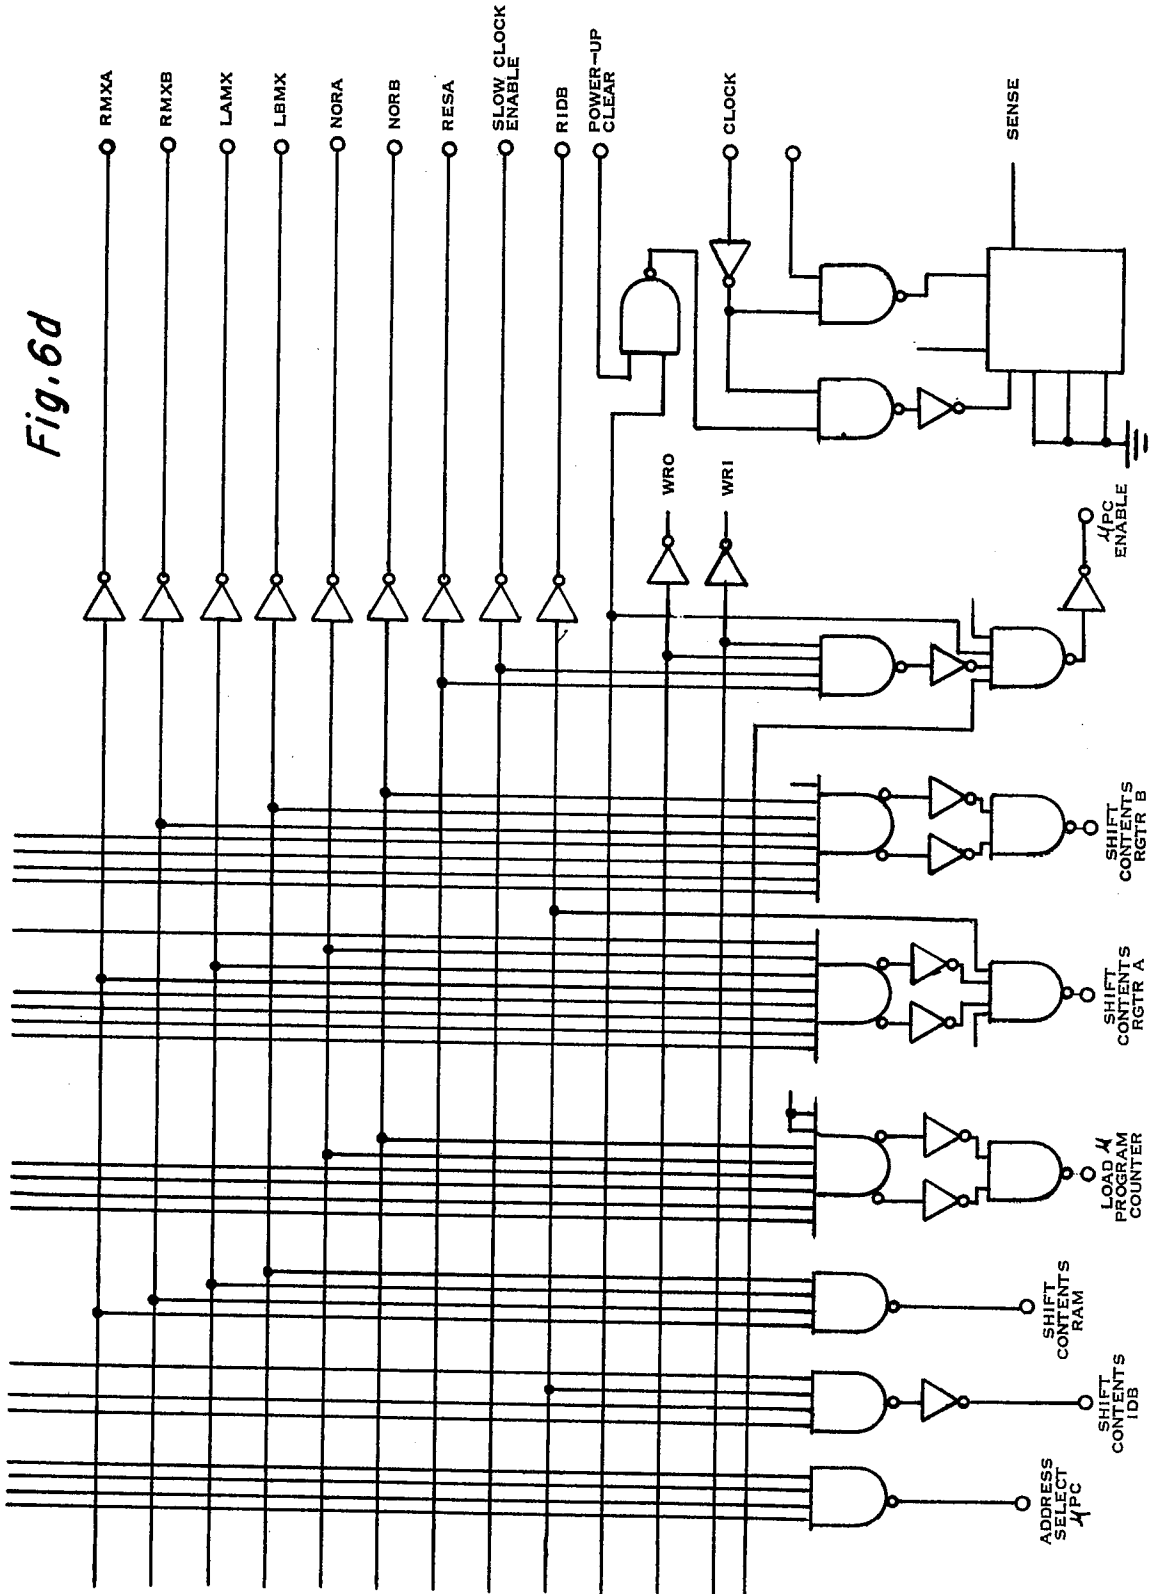 Fig. 6d
RMXA
RMXB
LAMX
LBMX
NORA
NORB
RESA
SLOW CLOCK
ENABLE
RIDB
POWER-UP
CLEAR
CLOCK
SENSE
WRO
WRI
μPC
ENABLE
SHIFT
CONTENTS
RGTR B
SHIFT
CONTENTS
RGTR A
LOAD μ
PROGRAM
COUNTER
SHIFT
CONTENTS
RAM
SHIFT
CONTENTS
IDB
ADDRESS
SELECT
μPC